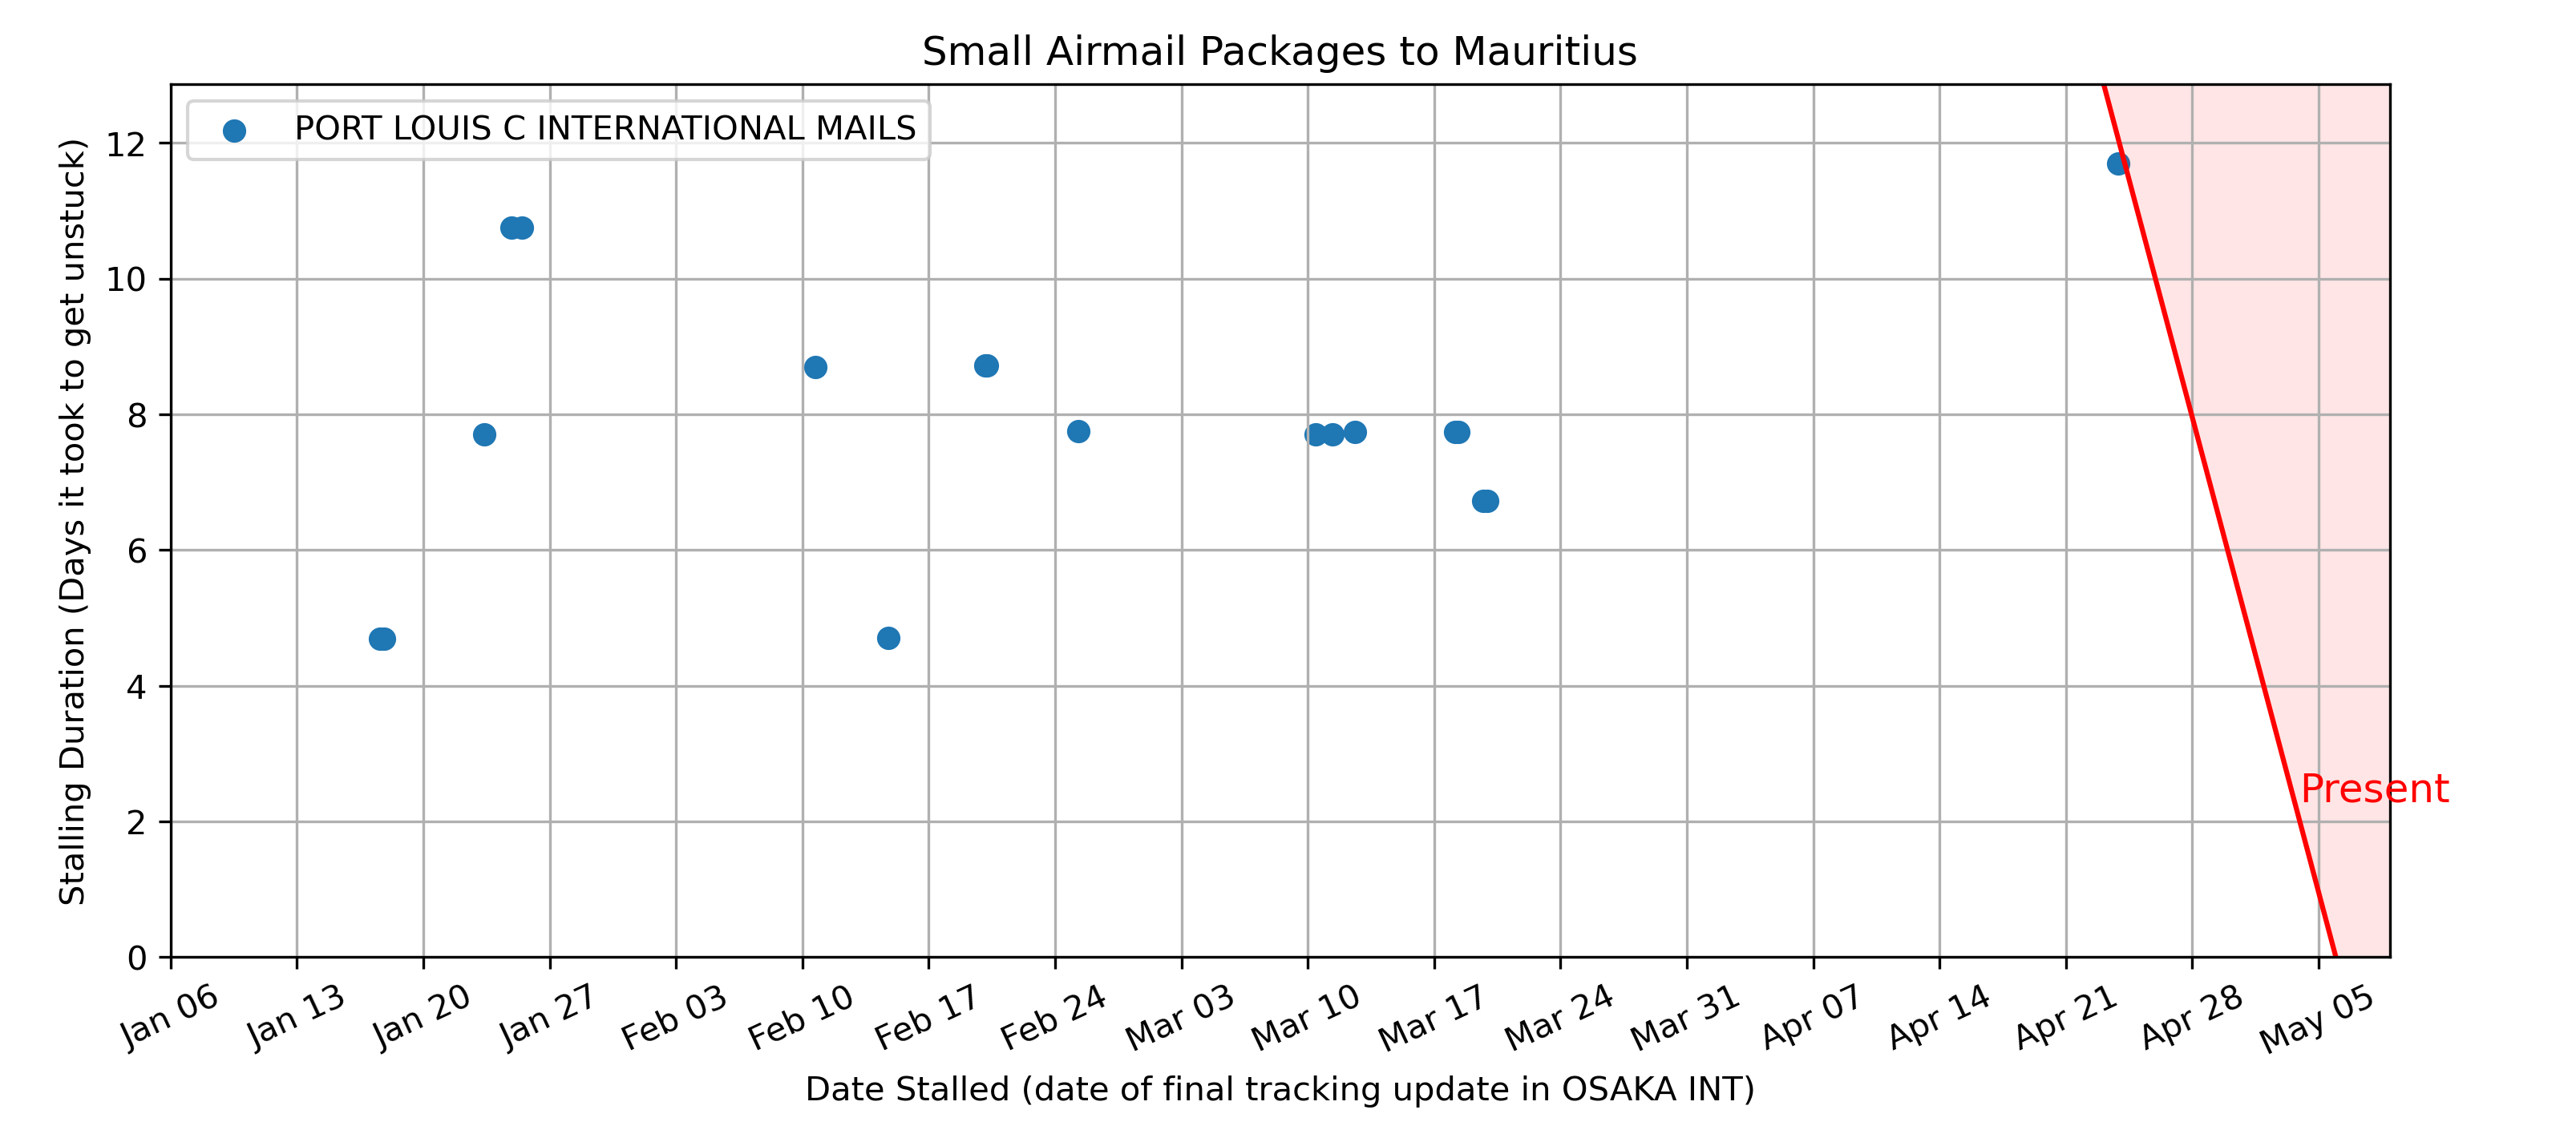 Small Airmail Packages to Mauritius
PORT LOUIS C INTERNATIONAL MAILS
Stalling Duration (Days it took to get unstuck)
12
10
8
6
4
2
0
Present
Jan 06
Jan 13
Jan 20
Jan 27
Feb 03
Feb 10
Feb 17
Feb 24
Mar 03
Mar 10
Mar 17
Mar 24
Mar 31
Apr 07
Apr 14
Apr 21
Apr 28
May 05
Date Stalled (date of final tracking update in OSAKA INT)